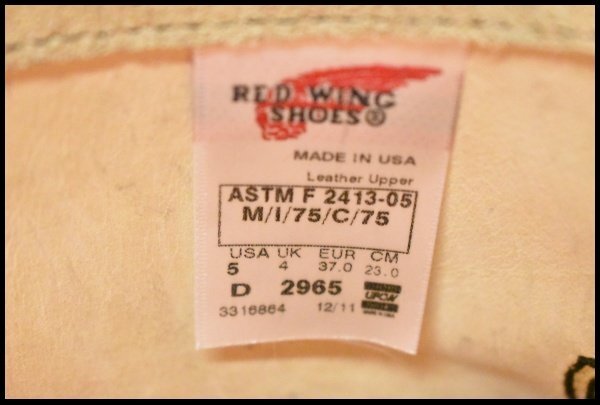 RED WING
SHOES®
MADE IN USA
Leather Upper
ASTM F 2413-05
M/I/75/C/75
USA UK EUR CM
5 4 37.0 23.0
D 2965
UPCW
3316864 12/11